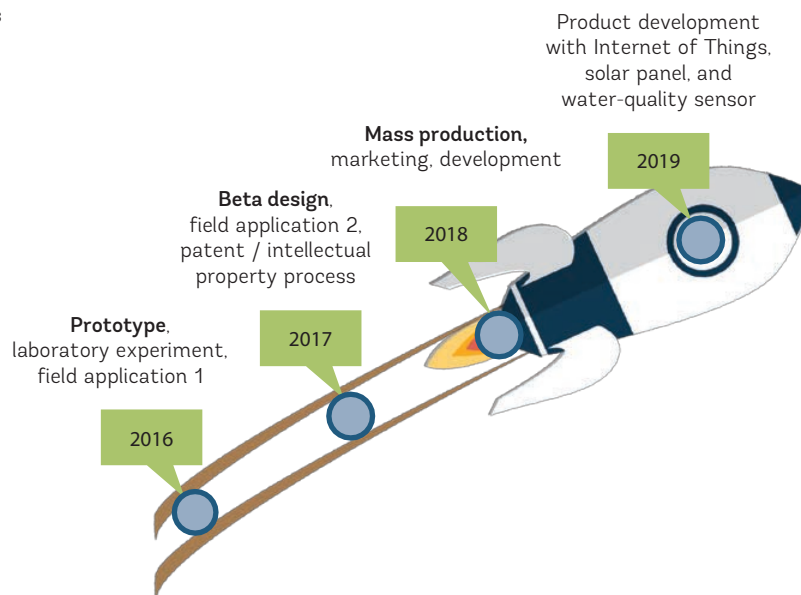 Product development
with Internet of Things,
solar panel, and
water-quality sensor
2019
Mass production,
marketing, development
2018
Beta design,
field application 2,
patent / intellectual
property process
2017
Prototype,
laboratory experiment,
field application 1
2016